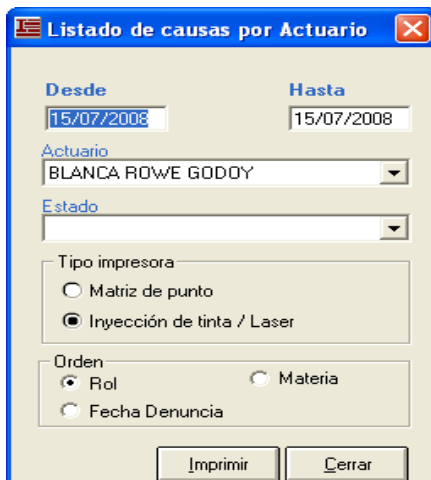 Listado de causas por Actuario
Desde Hasta
15/07/2008 15/07/2008
Actuario
BLANCA ROWE GODOY
Estado
Tipo impresora
Matriz de punto
Inyección de tinta / Laser
Orden
Rol Materia
Fecha Denuncia
Imprimir Cerrar